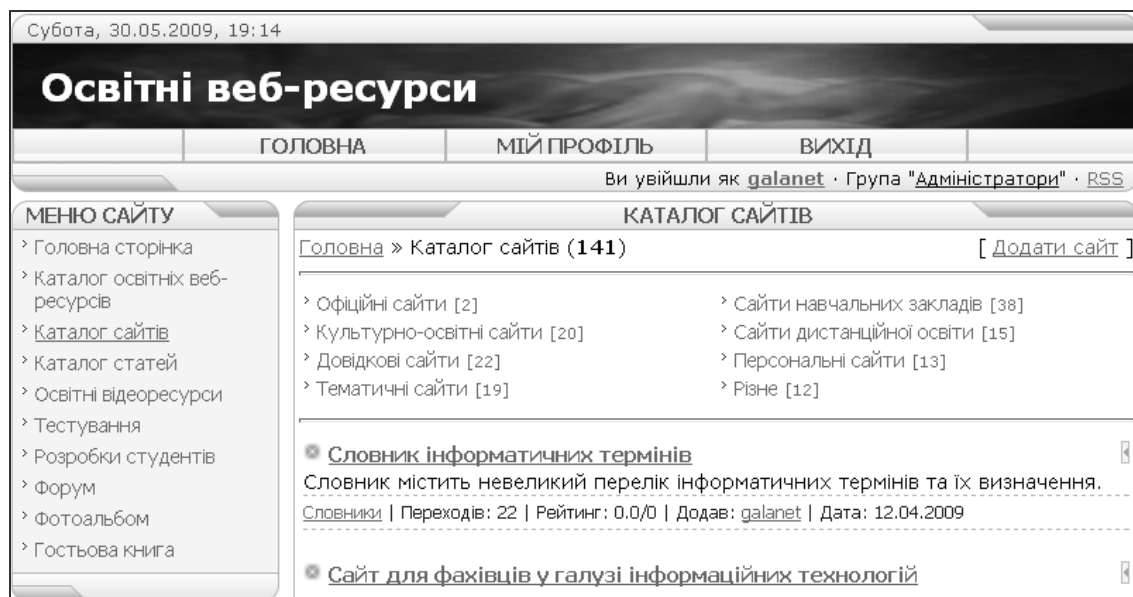 Субота, 30.05.2009, 19:14
Освітні веб-ресурси
ГОЛОВНА МІЙ ПРОФІЛЬ ВИХІД
Ви увійшли як galanet · Група "Адміністратори" · RSS
МЕНЮ САЙТУ
› Головна сторінка
› Каталог освітніх веб-
ресурсів
› Каталог сайтів
› Каталог статей
› Освітні відеоресурси
› Тестування
› Розробки студентів
› Форум
› Фотоальбом
› Гостьова книга
КАТАЛОГ САЙТІВ
Головна » Каталог сайтів (141) [ Додати сайт ]
› Офіційні сайти [2]
› Культурно-освітні сайти [20]
› Довідкові сайти [22]
› Тематичні сайти [19]
› Сайти навчальних закладів [38]
› Сайти дистанційної освіти [15]
› Персональні сайти [13]
› Різне [12]
Словник інформатичних термінів
Словник містить невеликий перелік інформатичних термінів та їх визначення.
Словники | Переходів: 22 | Рейтинг: 0.0/0 | Додав: galanet | Дата: 12.04.2009
Сайт для фахівців у галузі інформаційних технологій